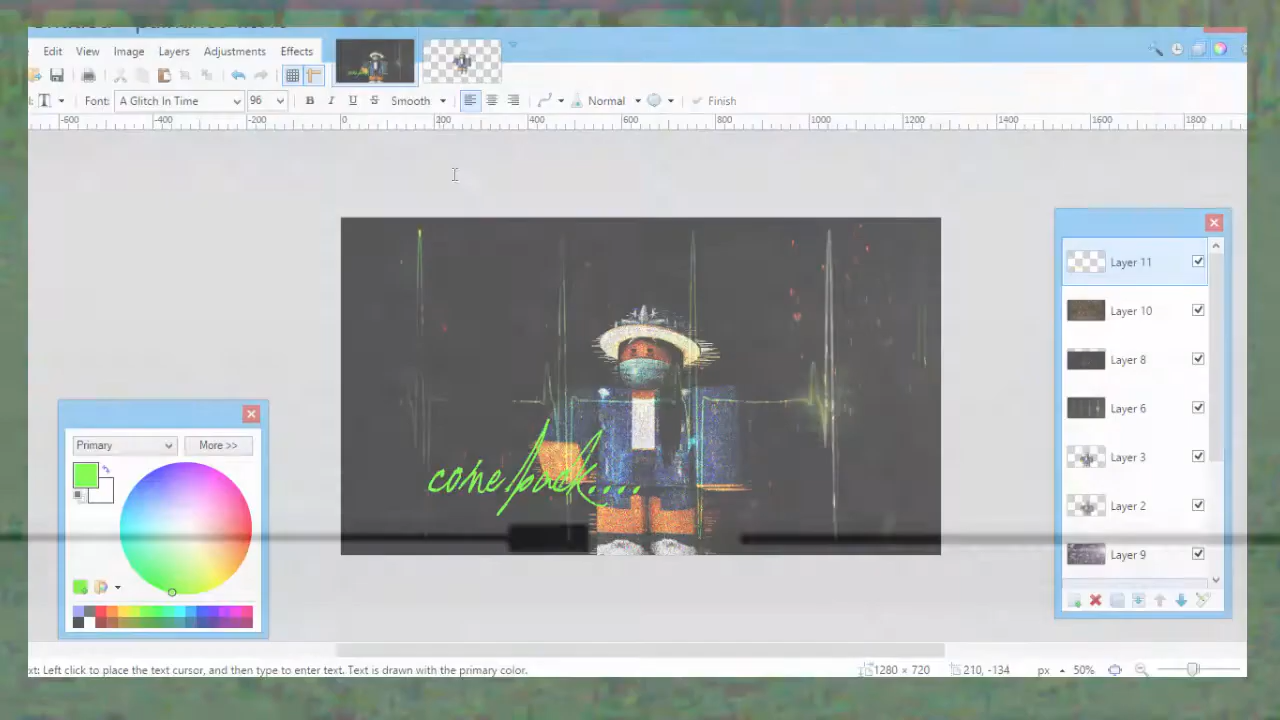 Edit View Image Layers Adjustments Effects
Font: A Glitch In Time 96 B I U S Smooth Normal Finish
-600 -400 -200 0 200 400 600 800 1000 1200 1400 1600 1800
Layer 11
Layer 10
Layer 8
Layer 6
Layer 3
Layer 2
Layer 9
Primary More >>
come back....
xt: Left click to place the text cursor, and then type to enter text. Text is drawn with the primary color. 1280 × 720 210, -134 px 50%